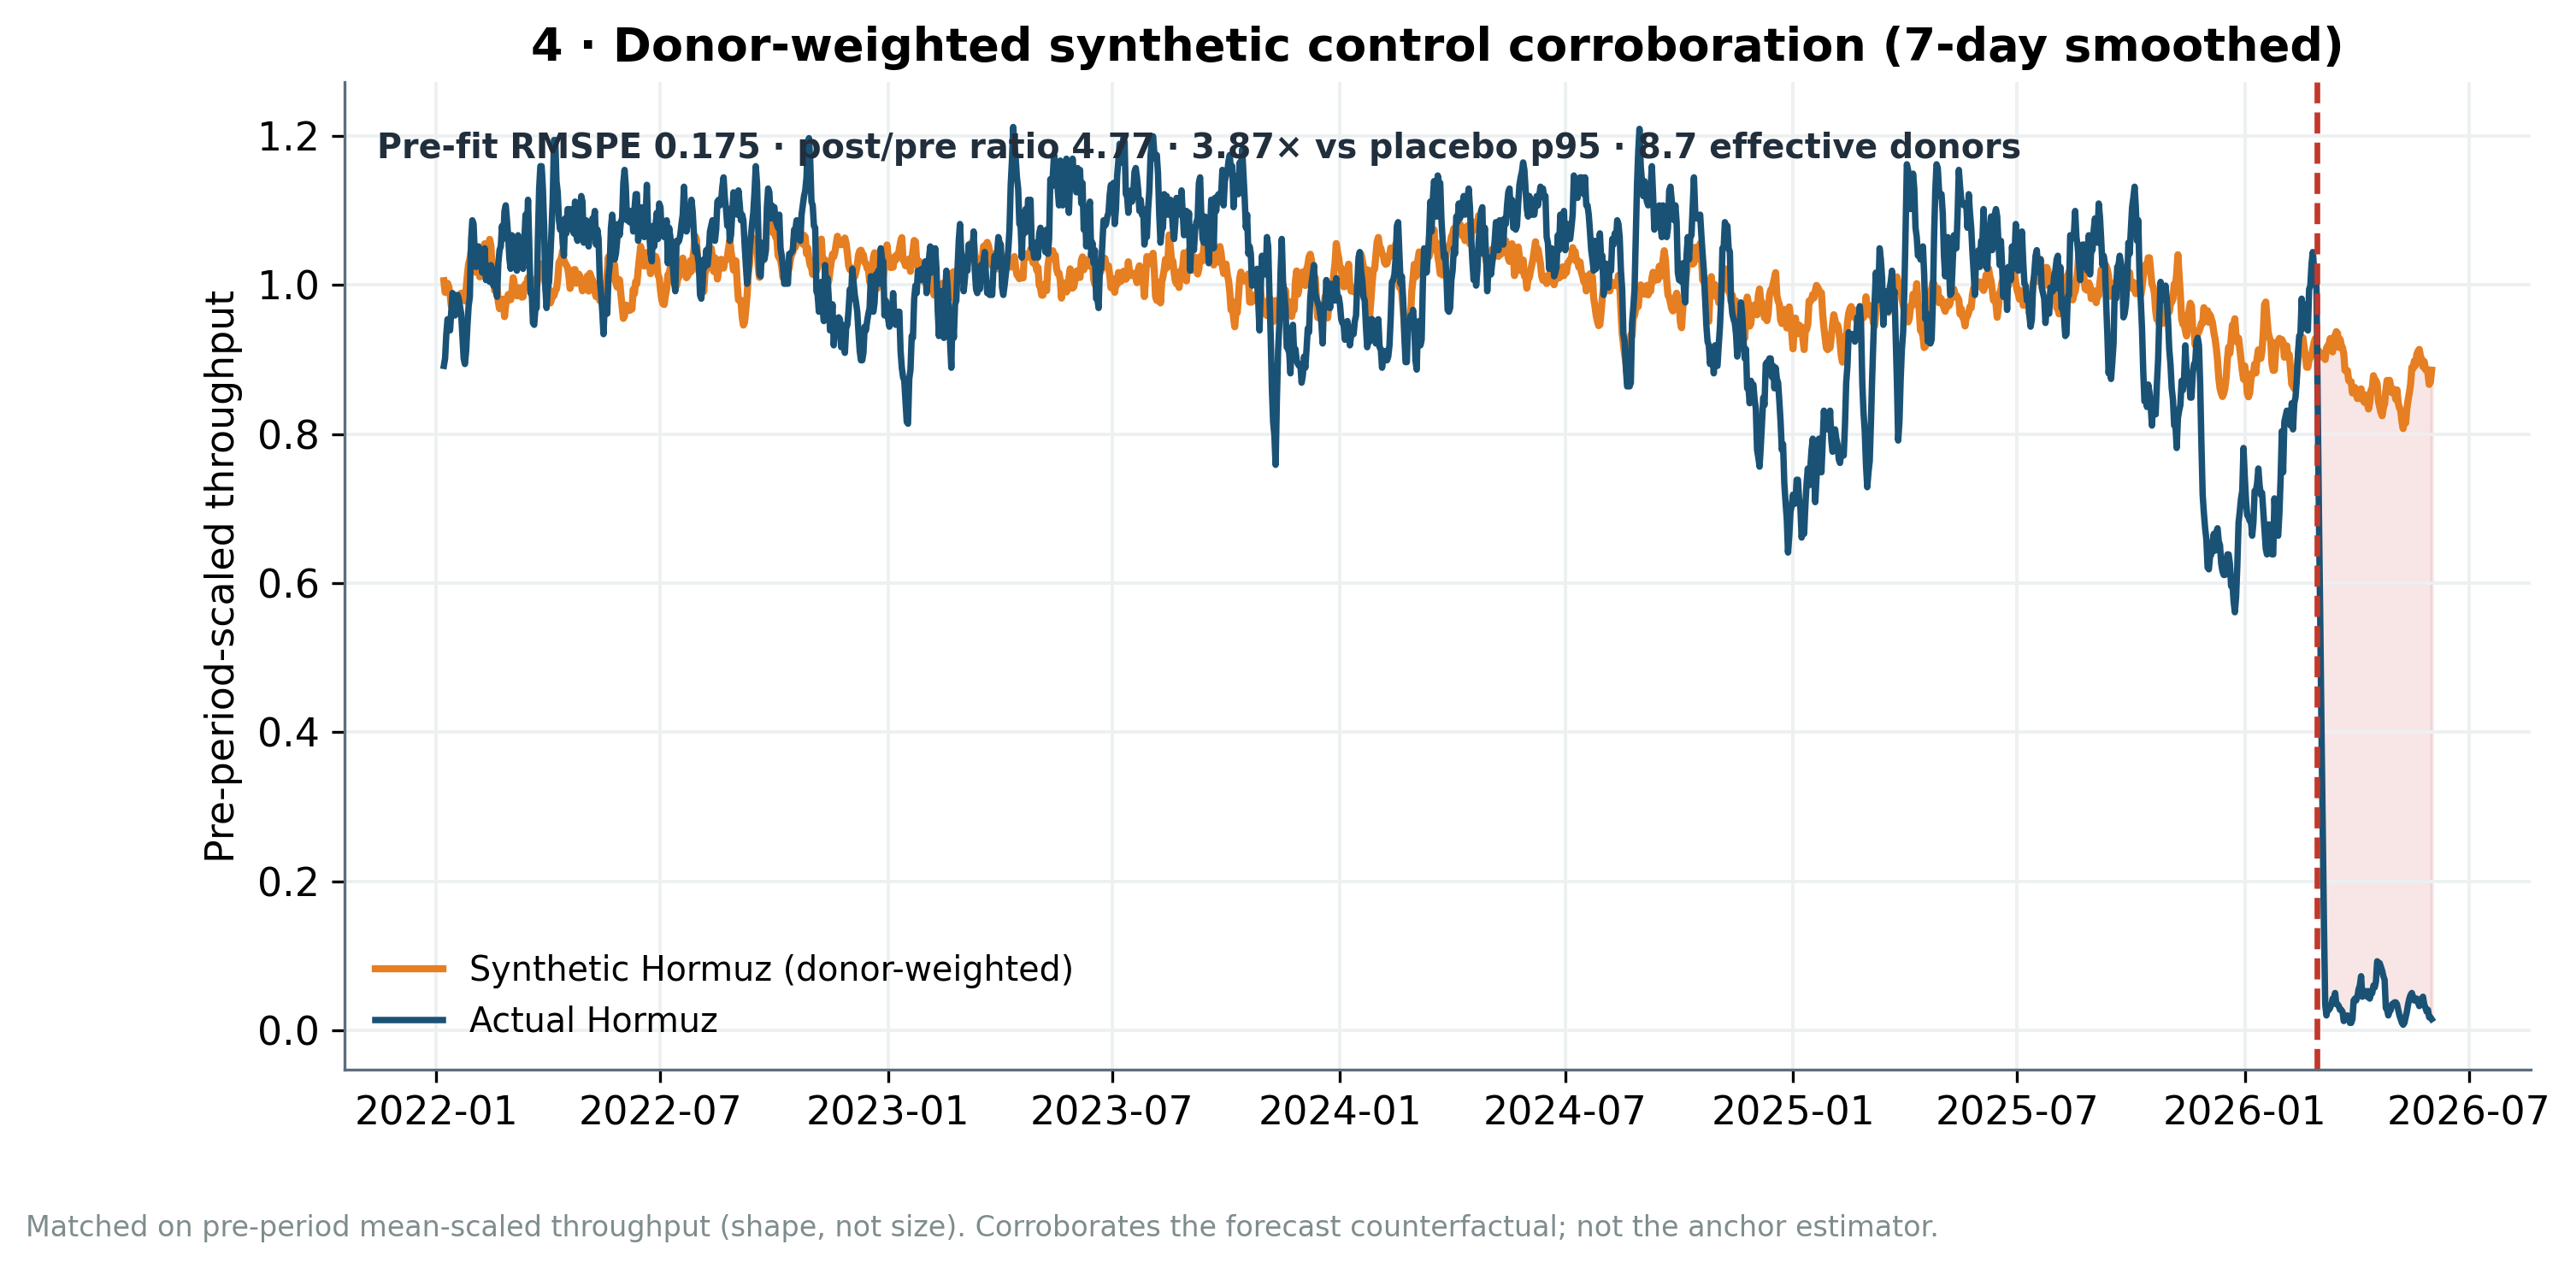 4 · Donor-weighted synthetic control corroboration (7-day smoothed)
Pre-fit RMSPE 0.175 · post/pre ratio 4.77 · 3.87× vs placebo p95 · 8.7 effective donors
Pre-period-scaled throughput
1.2
1.0
0.8
0.6
0.4
0.2
0.0
Synthetic Hormuz (donor-weighted)
Actual Hormuz
2022-01 2022-07 2023-01 2023-07 2024-01 2024-07 2025-01 2025-07 2026-01 2026-07
Matched on pre-period mean-scaled throughput (shape, not size). Corroborates the forecast counterfactual; not the anchor estimator.